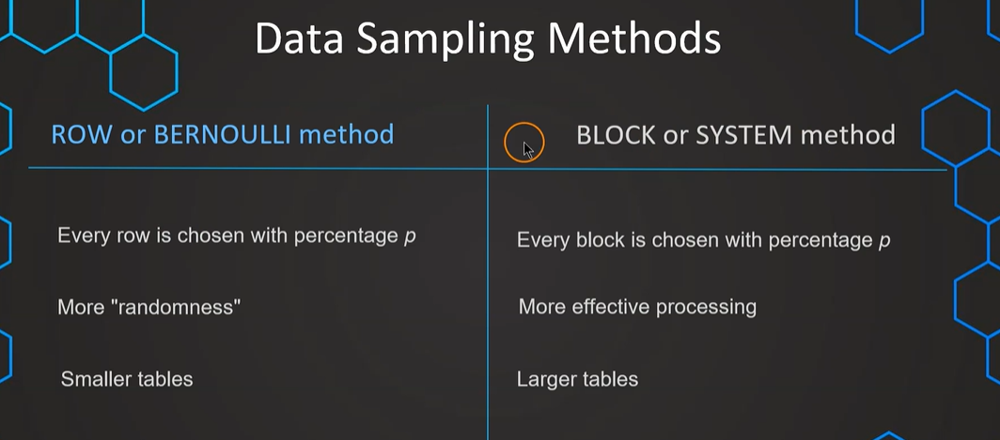 Data Sampling Methods
ROW or BERNOULLI method
BLOCK or SYSTEM method
Every row is chosen with percentage p
Every block is chosen with percentage p
More "randomness"
More effective processing
Smaller tables
Larger tables